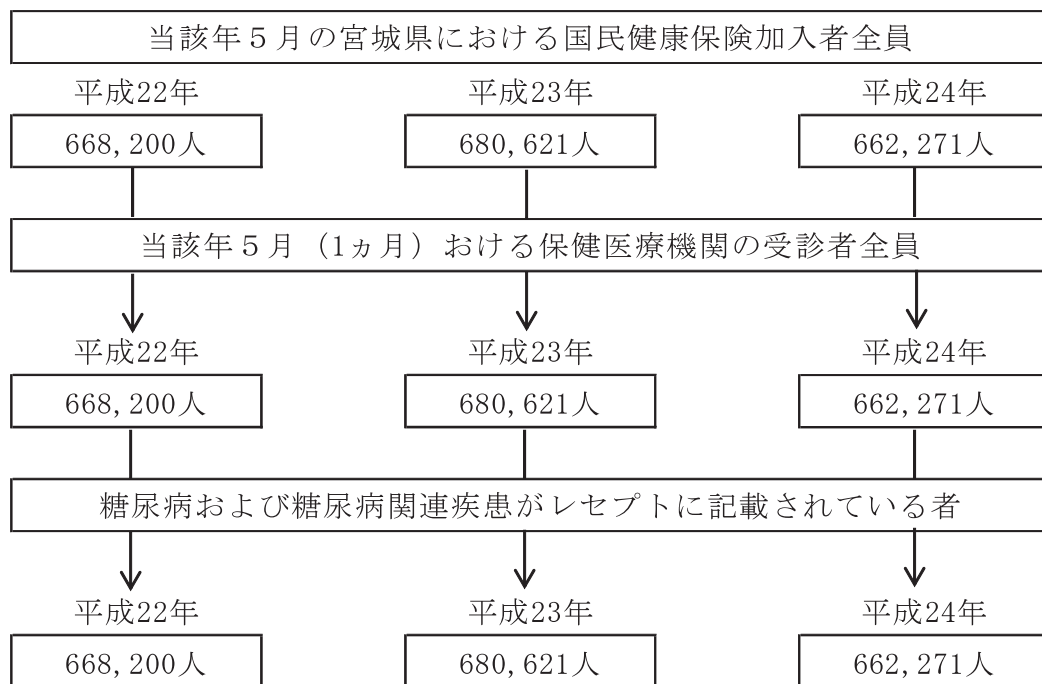 当該年５月の宮城県における国民健康保険加入者全員
平成22年 平成23年 平成24年
668,200人 680,621人 662,271人
当該年５月（1ヵ月）おける保健医療機関の受診者全員
平成22年 平成23年 平成24年
668,200人 680,621人 662,271人
糖尿病および糖尿病関連疾患がレセプトに記載されている者
平成22年 平成23年 平成24年
668,200人 680,621人 662,271人